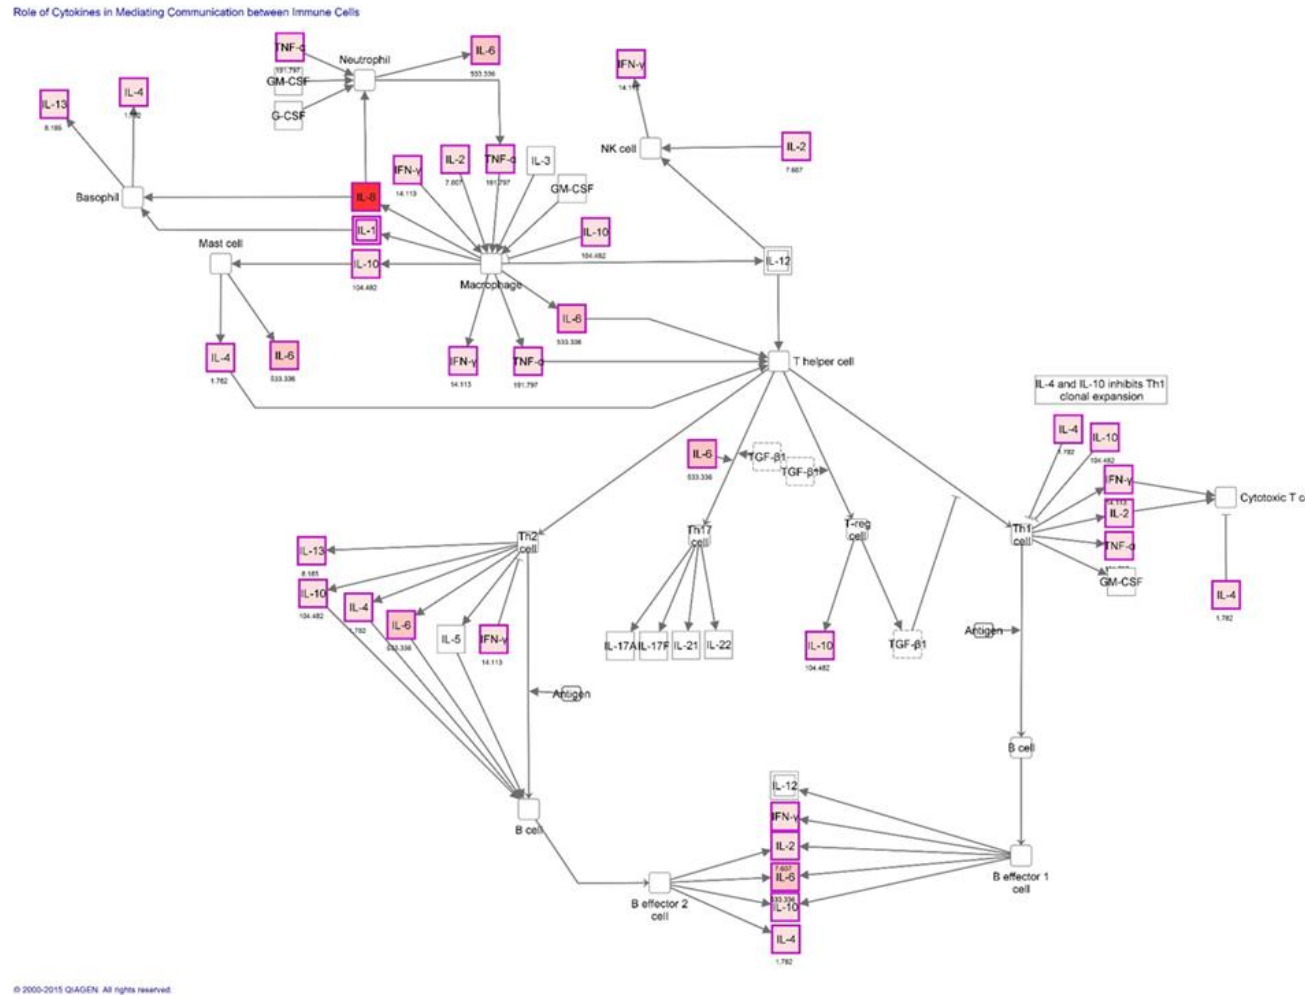 Role of Cytokines in Mediating Communication between Immune Cells
TNF-α
191.797
GM-CSF
G-CSF
Neutrophil
IL-6
533.336
IFN-γ
IL-13
IL-4
NK cell
IL-2
7.607
Basophil
IL-8
IL-1
IL-10
104.482
Mast cell
IFN-γ
14.113
IL-2
7.607
TNF-α
191.797
IL-3
GM-CSF
IL-10
104.482
Macrophage
IL-12
IL-6
533.336
IL-4
1.782
IL-6
533.336
IFN-γ
14.113
TNF-α
191.797
T helper cell
IL-4 and IL-10 inhibits Th1
clonal expansion
IL-4
1.782
IL-10
104.482
IFN-γ
IL-2
TNF-α
GM-CSF
Cytotoxic T c
IL-4
1.782
IL-6
533.336
TGF-β1
TGF-β1
Th2
cell
Th17
cell
T-reg
cell
Th1
cell
IL-13
IL-10
104.482
IL-4
1.782
IL-6
533.336
IL-5
IFN-γ
14.113
IL-17A
IL-17F
IL-21
IL-22
IL-10
104.482
TGF-β1
Antigen
Antigen
B cell
B cell
IL-12
IFN-γ
IL-2
7.607
IL-6
533.336
IL-10
IL-4
1.782
B effector 2
cell
B effector 1
cell
© 2000-2015 QIAGEN. All rights reserved.